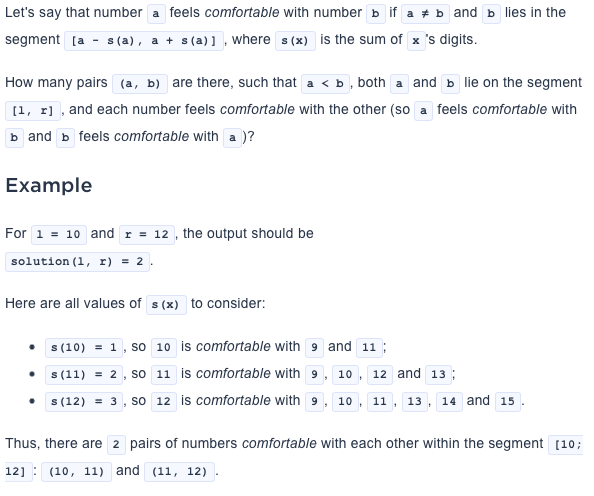 Let's say that number a feels comfortable with number b if a ≠ b and b lies in the
segment [a - s(a), a + s(a)], where s(x) is the sum of x's digits.
How many pairs (a, b) are there, such that a < b, both a and b lie on the segment
[l, r], and each number feels comfortable with the other (so a feels comfortable with
b and b feels comfortable with a)?
Example
For l = 10 and r = 12, the output should be
solution(l, r) = 2.
Here are all values of s(x) to consider:
• s(10) = 1, so 10 is comfortable with 9 and 11;
• s(11) = 2, so 11 is comfortable with 9, 10, 12 and 13;
• s(12) = 3, so 12 is comfortable with 9, 10, 11, 13, 14 and 15.
Thus, there are 2 pairs of numbers comfortable with each other within the segment [10;
12]: (10, 11) and (11, 12).